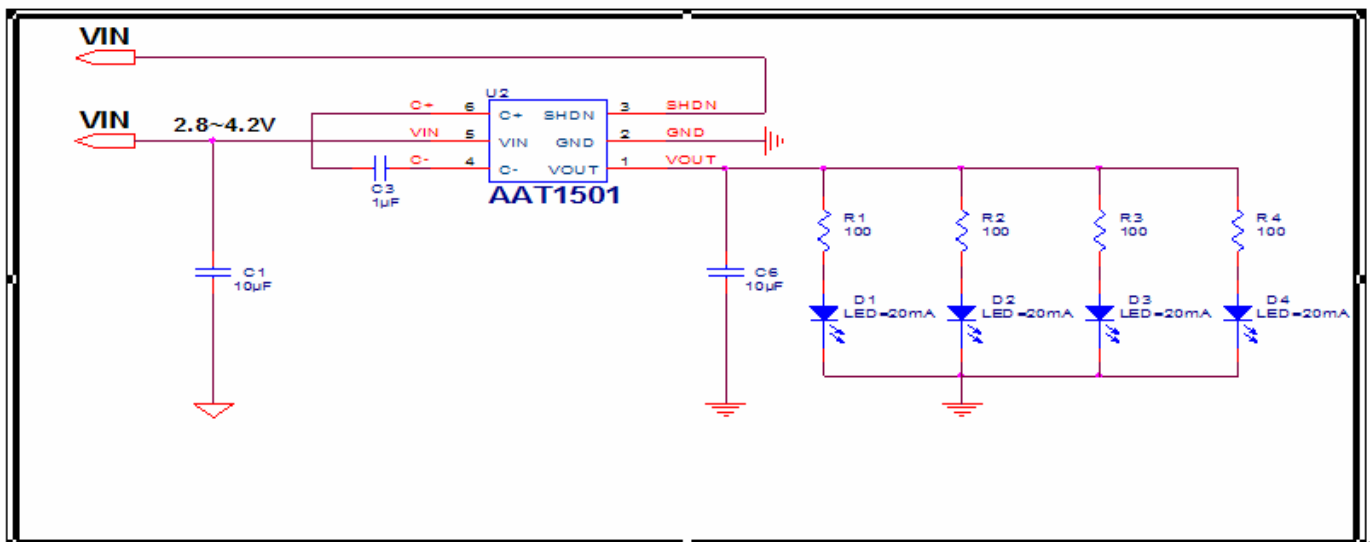 VIN
VIN
2.8~4.2V
U2
C+ 6 C+ SHDN 3 SHDN
VIN 5 VIN GND 2 GND
C- 4 C- VOUT 1 VOUT
C3
1µF
AAT1501
R1
100
R2
100
R3
100
R4
100
C1
10µF
C6
10µF
D1
LED=20mA
D2
LED=20mA
D3
LED=20mA
D4
LED=20mA